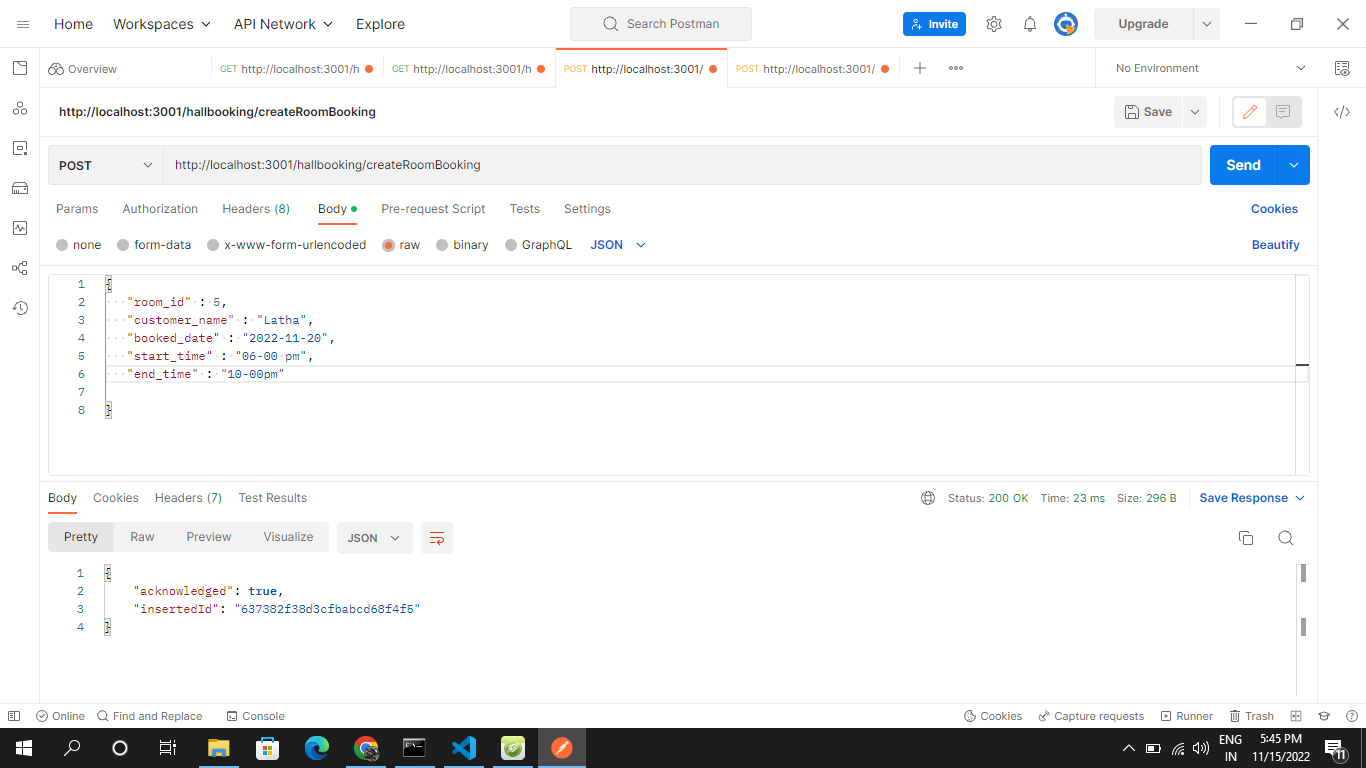 Home Workspaces API Network Explore Search Postman Invite Upgrade
Overview GET http://localhost:3001/h GET http://localhost:3001/h POST http://localhost:3001/ POST http://localhost:3001/ No Environment
http://localhost:3001/hallbooking/createRoomBooking Save
POST http://localhost:3001/hallbooking/createRoomBooking Send
Params Authorization Headers (8) Body Pre-request Script Tests Settings Cookies
none form-data x-www-form-urlencoded raw binary GraphQL JSON Beautify
1 {
2 "room_id" : 5,
3 "customer_name" : "Latha",
4 "booked_date" : "2022-11-20",
5 "start_time" : "06-00 pm",
6 "end_time" : "10-00pm"
7
8 }
Body Cookies Headers (7) Test Results Status: 200 OK Time: 23 ms Size: 296 B Save Response
Pretty Raw Preview Visualize JSON
1 {
2 "acknowledged": true,
3 "insertedId": "637382f38d3cfbabcd68f4f5"
4 }
Online Find and Replace Console Cookies Capture requests Runner Trash
ENG 5:45 PM
IN 11/15/2022 11